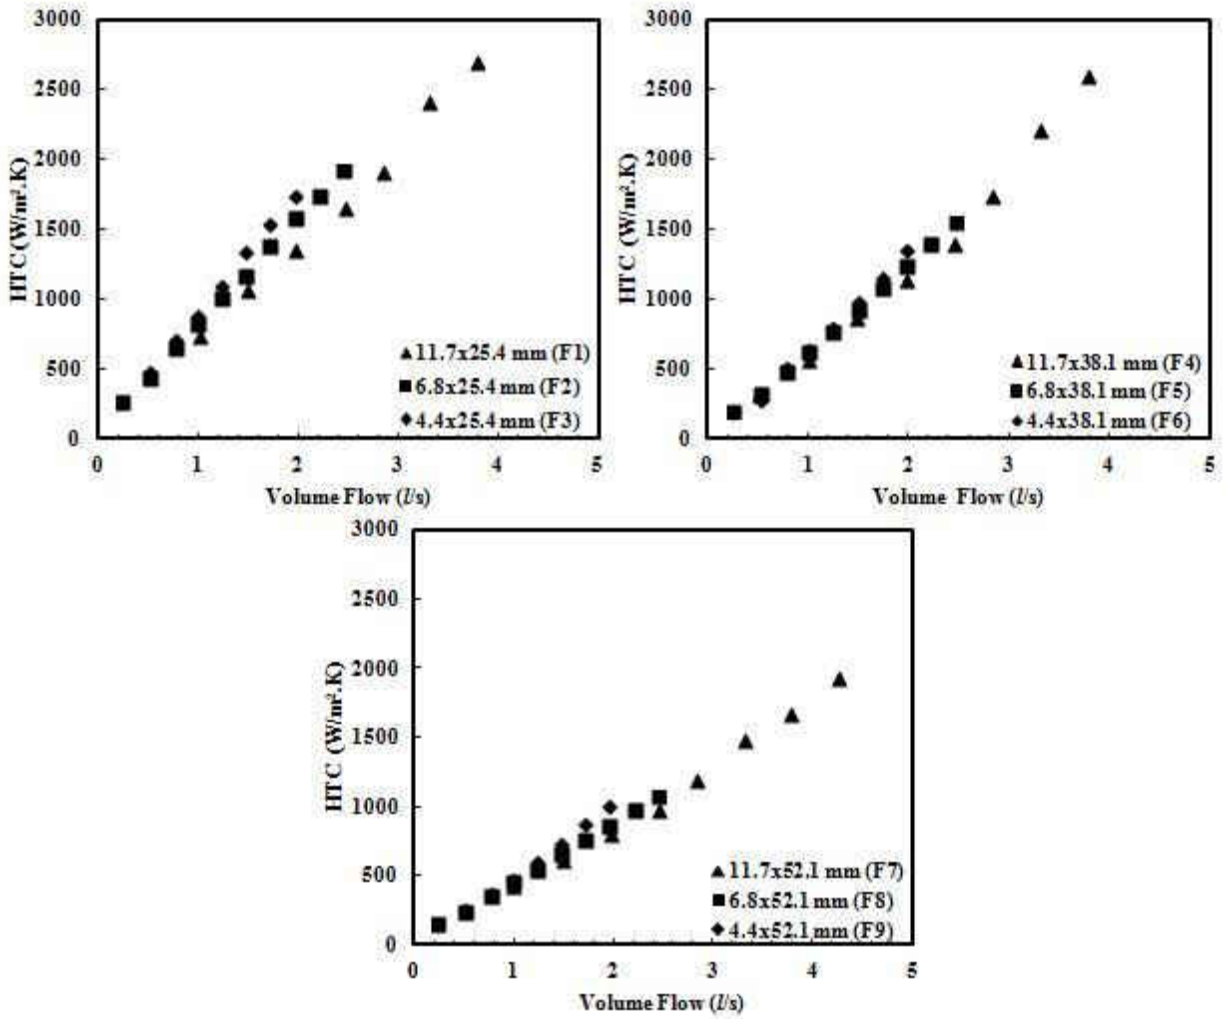 3000
2500
2000
1500
1000
500
0
HTC (W/m².K)
▲ 11.7x25.4 mm (F1)
■ 6.8x25.4 mm (F2)
◆ 4.4x25.4 mm (F3)
0 1 2 3 4 5
Volume Flow (l/s)
3000
2500
2000
1500
1000
500
0
HTC (W/m².K)
▲ 11.7x38.1 mm (F4)
■ 6.8x38.1 mm (F5)
◆ 4.4x38.1 mm (F6)
0 1 2 3 4 5
Volume Flow (l/s)
3000
2500
2000
1500
1000
500
0
HTC (W/m².K)
▲ 11.7x52.1 mm (F7)
■ 6.8x52.1 mm (F8)
◆ 4.4x52.1 mm (F9)
0 1 2 3 4 5
Volume Flow (l/s)